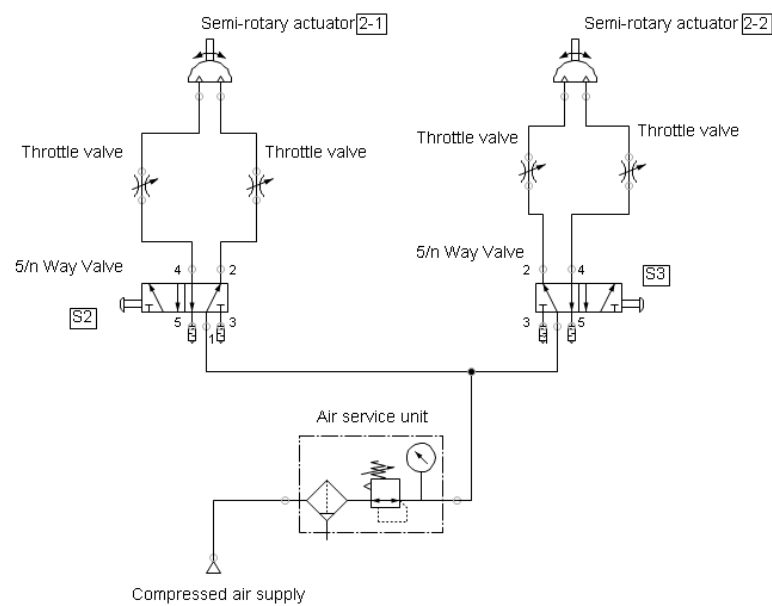 Semi-rotary actuator 2-1
Semi-rotary actuator 2-2
Throttle valve
Throttle valve
Throttle valve
Throttle valve
5/n Way Valve
4
2
S2
5
1
3
5/n Way Valve
2
4
S3
3
5
Air service unit
Compressed air supply